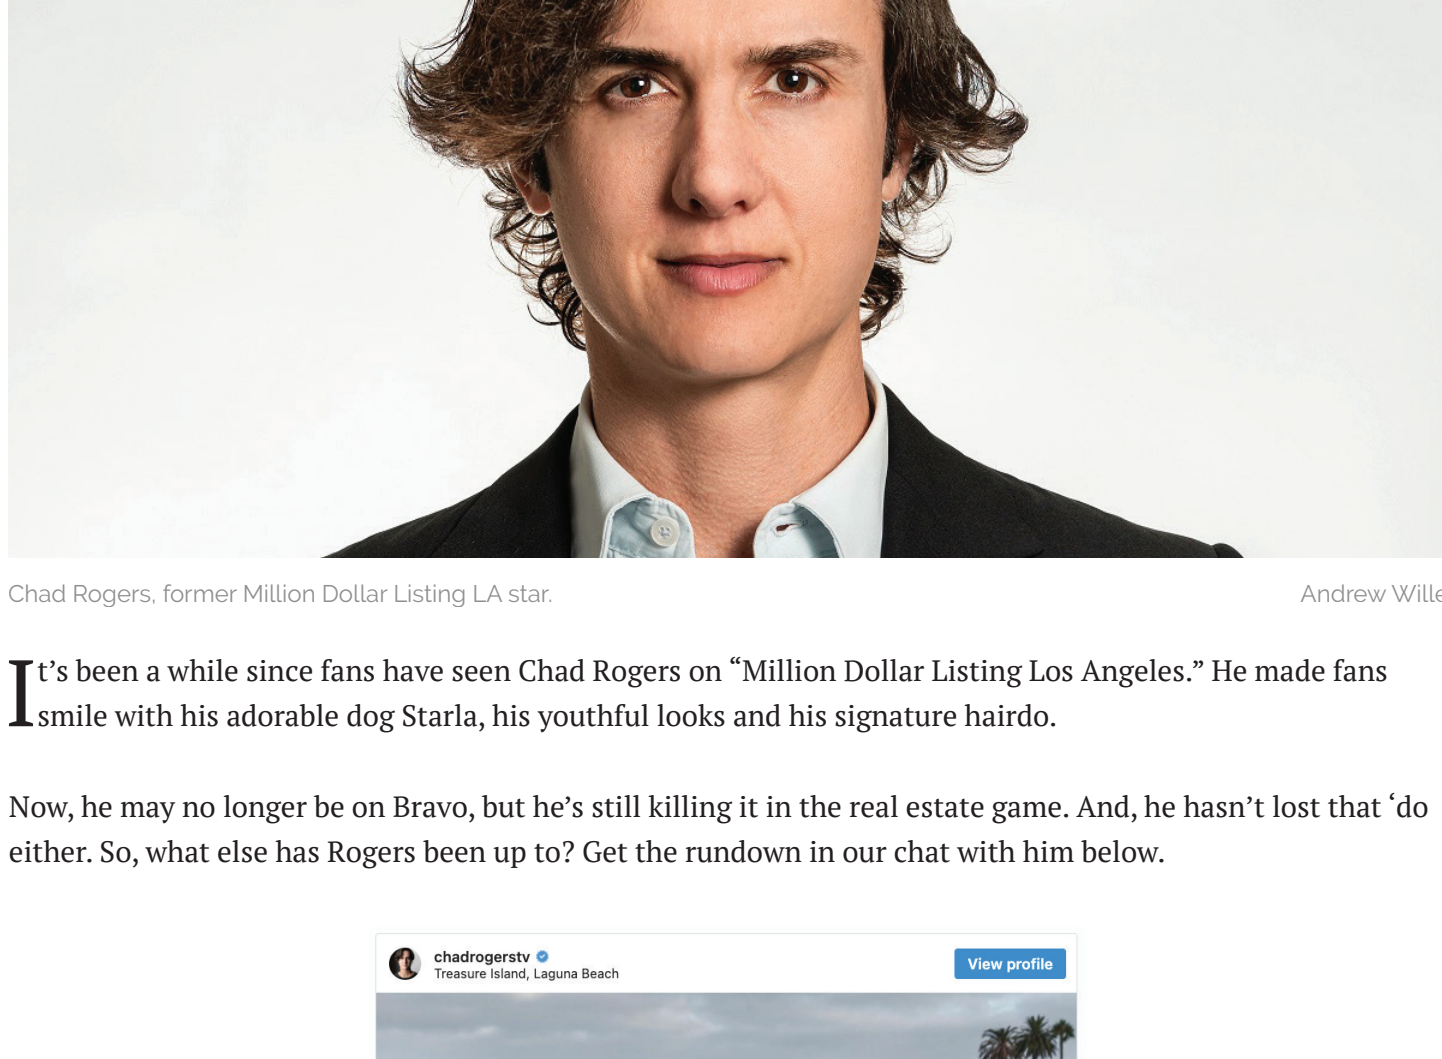 Chad Rogers, former Million Dollar Listing LA star.
Andrew Wille
It’s been a while since fans have seen Chad Rogers on “Million Dollar Listing Los Angeles.” He made fans
smile with his adorable dog Starla, his youthful looks and his signature hairdo.
Now, he may no longer be on Bravo, but he’s still killing it in the real estate game. And, he hasn’t lost that ‘do
either. So, what else has Rogers been up to? Get the rundown in our chat with him below.
chadrogerstv
View profile
Treasure Island, Laguna Beach